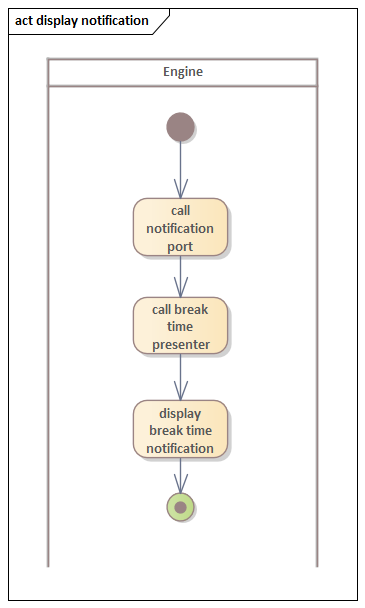 act display notification
Engine
call
notification
port
call break
time
presenter
display
break time
notification